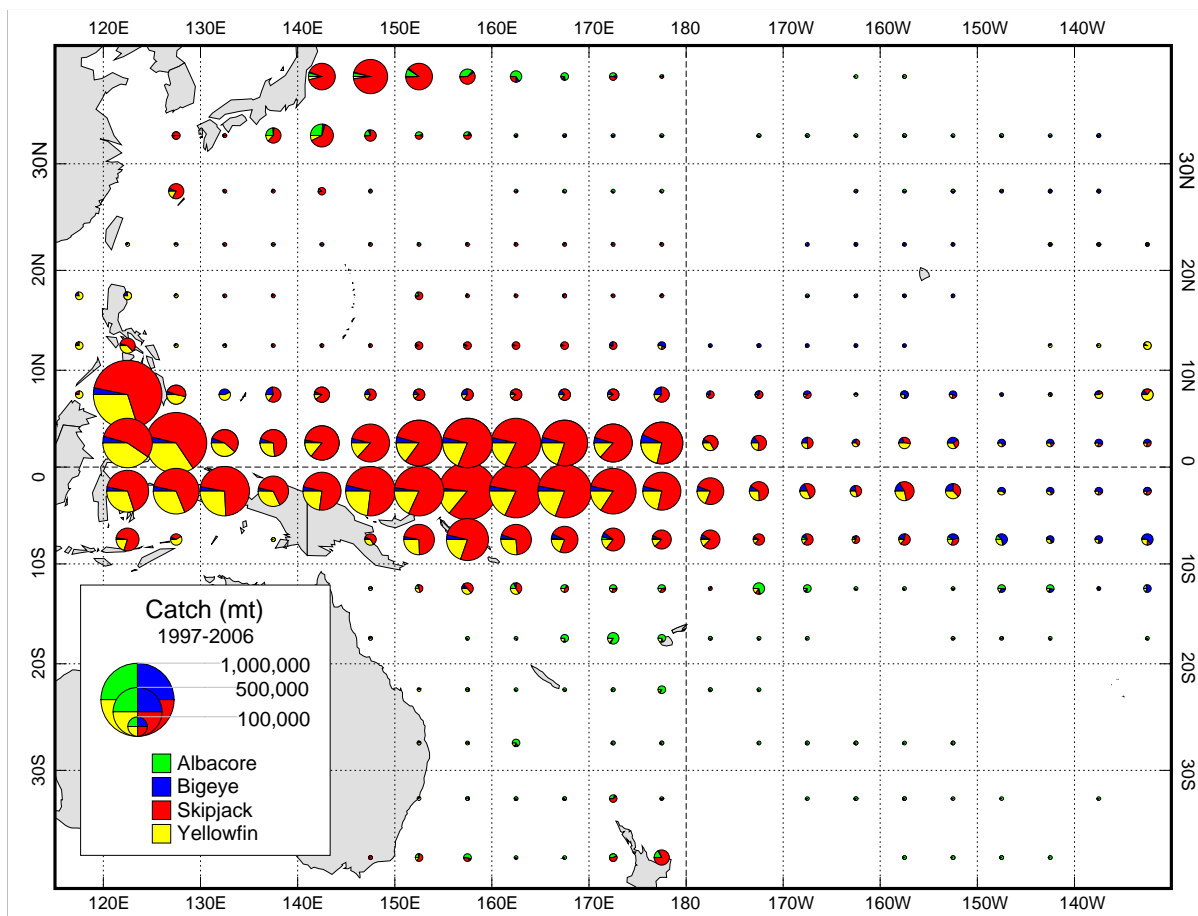 120E 130E 140E 150E 160E 170E 180 170W 160W 150W 140W
30N 30N
20N 20N
10N 10N
0 0
10S 10S
20S 20S
30S 30S
Catch (mt)
1997-2006
1,000,000
500,000
100,000
Albacore
Bigeye
Skipjack
Yellowfin
120E 130E 140E 150E 160E 170E 180 170W 160W 150W 140W